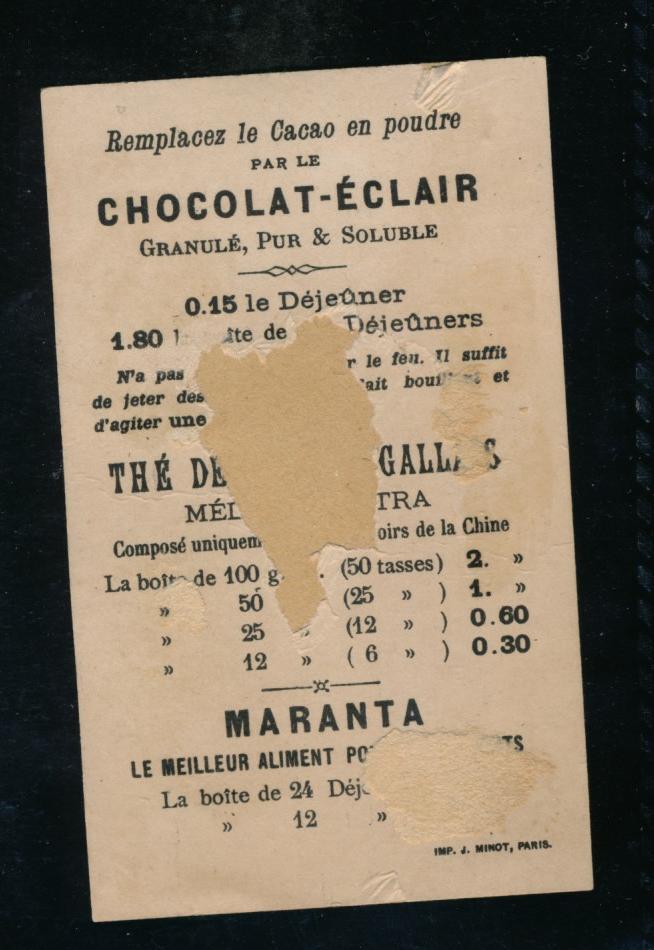 Remplacez le Cacao en poudre
PAR LE
CHOCOLAT-ÉCLAIR
GRANULÉ, PUR & SOLUBLE
0.15 le Déjeûner
1.80 de Déjeûners
N'a pas le feu. Il suffit
de jeter des et
d'agiter une
THÉ
MÉL TRA
Composé de la Chine
La boîte de 100 g. (50 tasses) 2. »
» 50 (25 » ) 1. »
» 25 » (12 » ) 0.60
» 12 » ( 6 » ) 0.30
MARANTA
LE MEILLEUR ALIMENT
La boîte de 24
» 12 »
IMP. J. MINOT, PARIS.